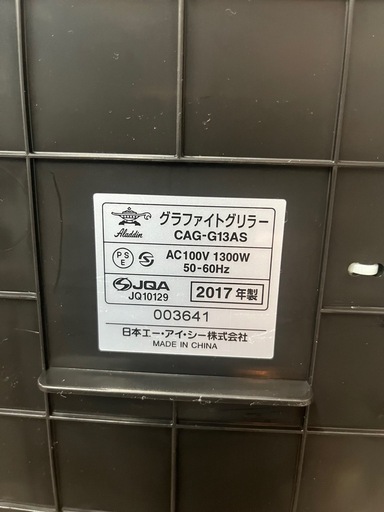 Aladdin
グラファイトグリラー
CAG-G13AS
PS
E
AC100V 1300W
50-60Hz
JQA
JQ10129
2017年製
003641
日本エー・アイ・シー株式会社
MADE IN CHINA